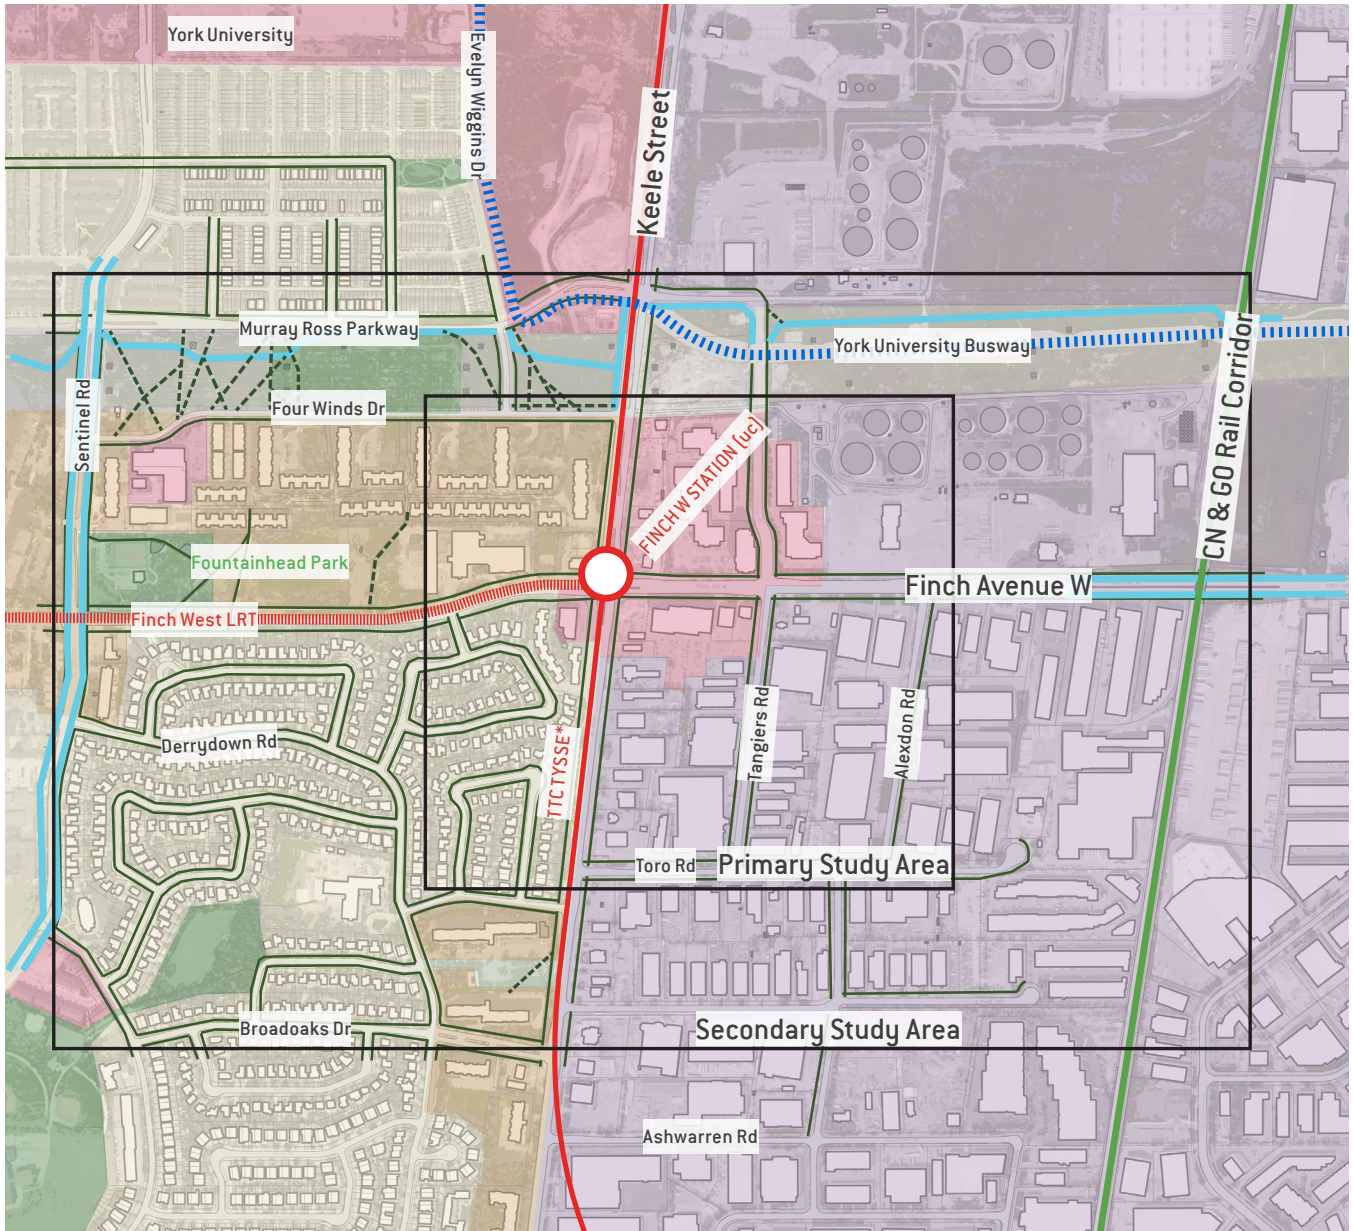 York University
Evelyn Wiggins Dr
Keele Street
Murray Ross Parkway
York University Busway
CN & GO Rail Corridor
Sentinel Rd
Four Winds Dr
FINCH W STATION (uc)
Fountainhead Park
Finch Avenue W
Finch West LRT
Derrydown Rd
TTC TYSSE*
Tangiers Rd
Alexdon Rd
Toro Rd
Primary Study Area
Broadoaks Dr
Secondary Study Area
Ashwarren Rd